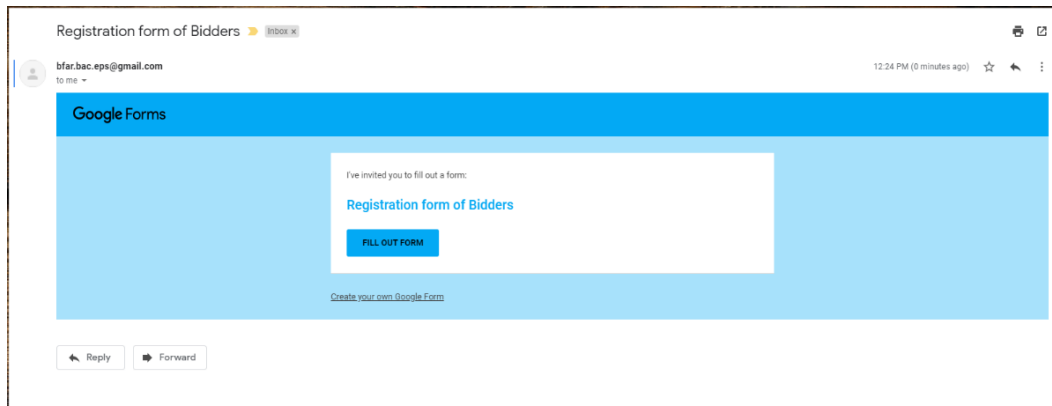 Registration form of Bidders Inbox x
bfar.bac.eps@gmail.com 12:24 PM (0 minutes ago)
to me
Google Forms
I've invited you to fill out a form:
Registration form of Bidders
FILL OUT FORM
Create your own Google Form
Reply Forward